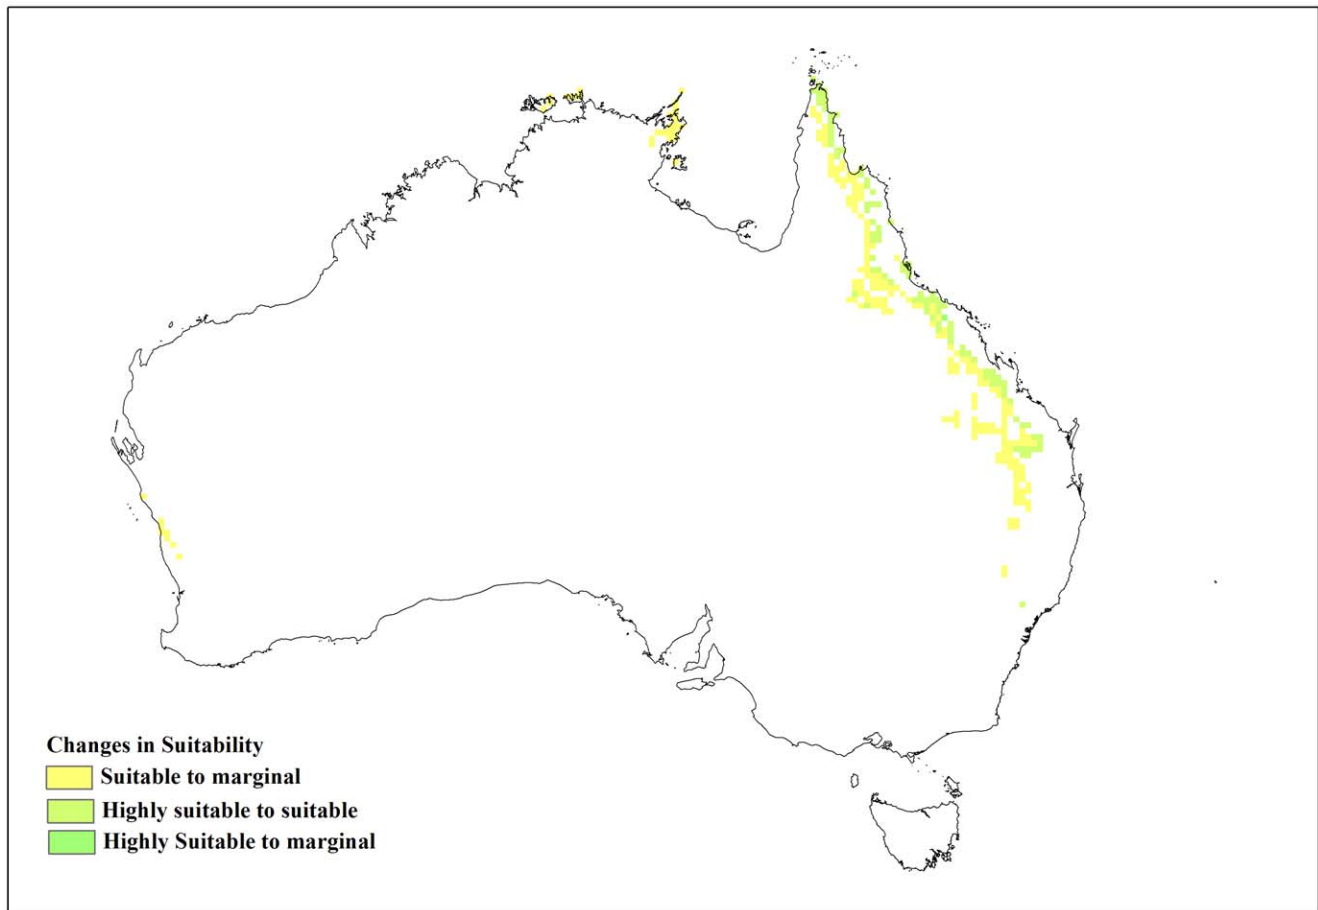 Changes in Suitability
Suitable to marginal
Highly suitable to suitable
Highly Suitable to marginal